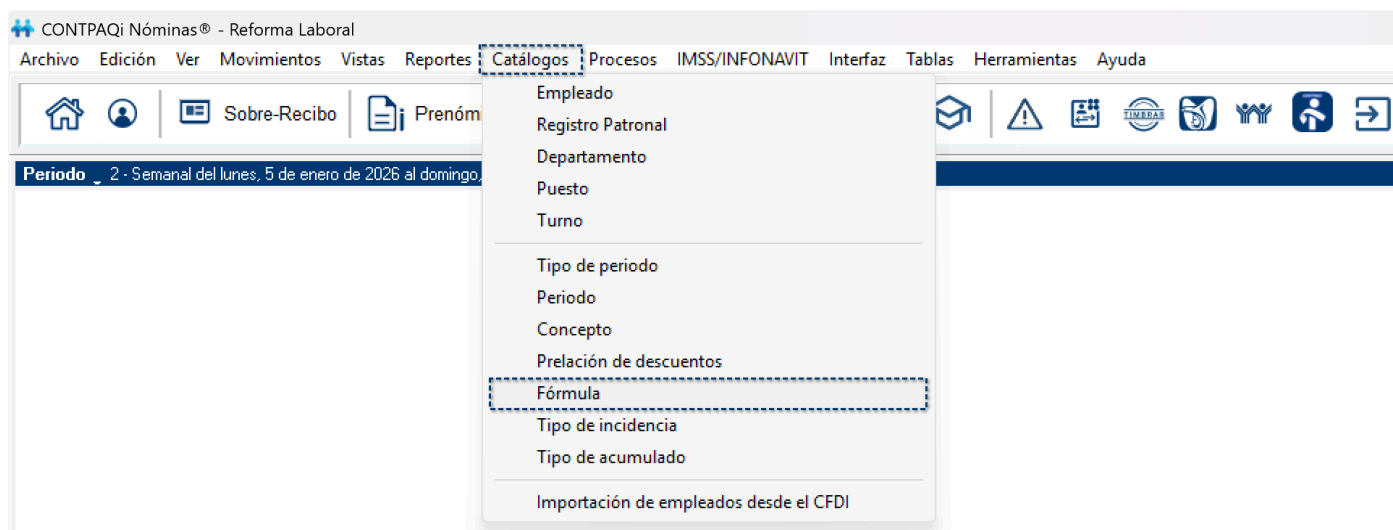 CONTPAQi Nóminas® - Reforma Laboral
Archivo Edición Ver Movimientos Vistas Reportes Catálogos Procesos IMSS/INFONAVIT Interfaz Tablas Herramientas Ayuda
Sobre-Recibo Prenóm
TIMBRAR
Periodo 2 - Semanal del lunes, 5 de enero de 2026 al domingo,
Empleado
Registro Patronal
Departamento
Puesto
Turno
Tipo de periodo
Periodo
Concepto
Prelación de descuentos
Fórmula
Tipo de incidencia
Tipo de acumulado
Importación de empleados desde el CFDI